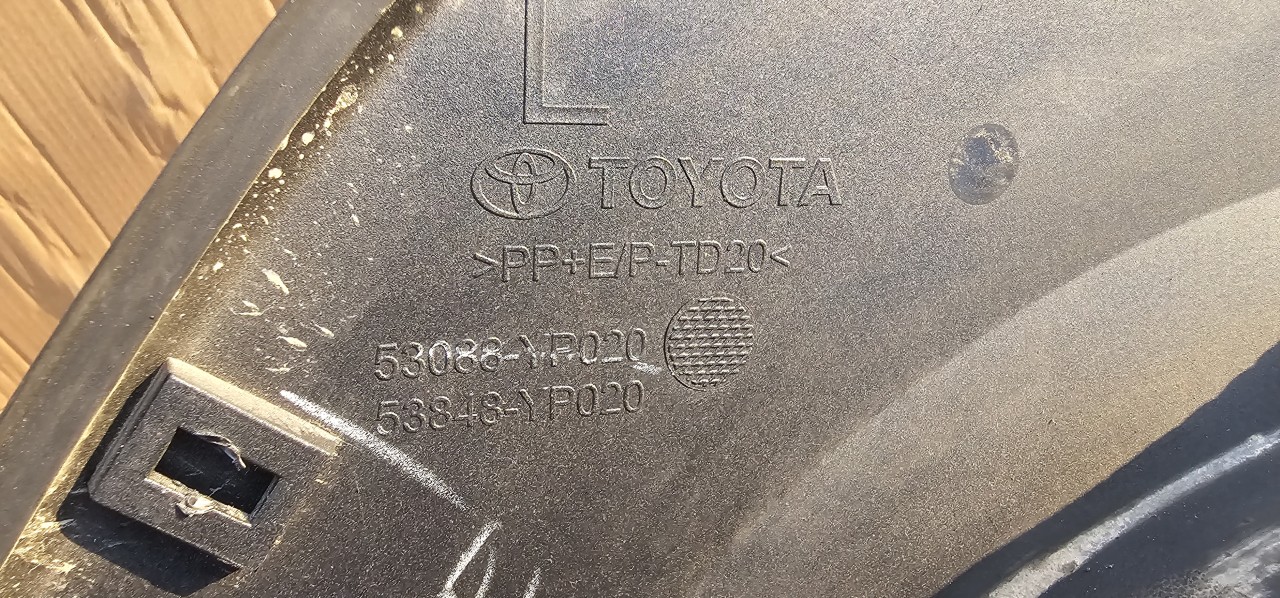 L
TOYOTA
>PP+E/P-TD20<
53088-YP020
53848-YP020